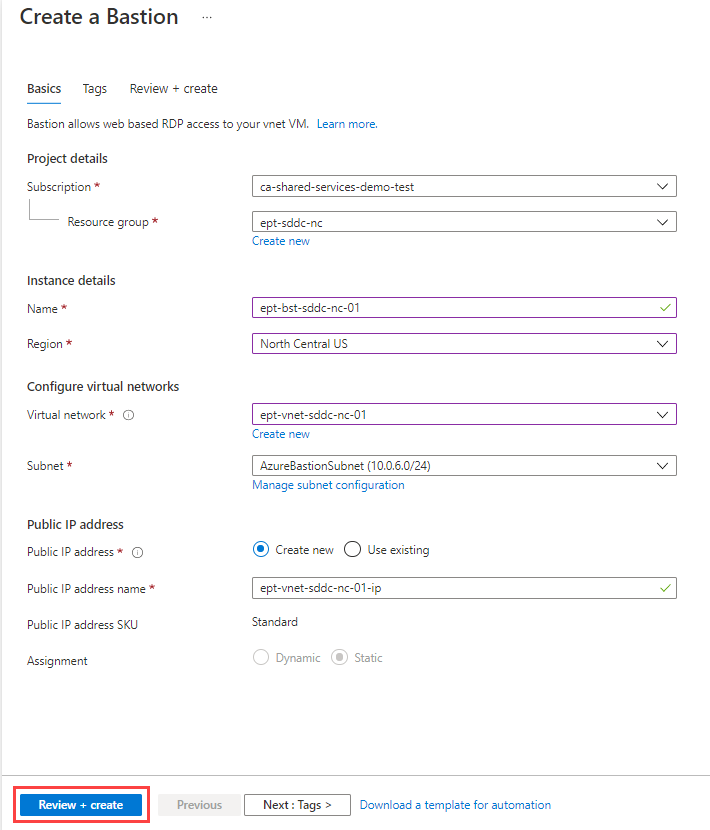 Create a Bastion ...
Basics Tags Review + create
Bastion allows web based RDP access to your vnet VM. Learn more.
Project details
Subscription * ca-shared-services-demo-test
Resource group * ept-sddc-nc
Create new
Instance details
Name * ept-bst-sddc-nc-01
Region * North Central US
Configure virtual networks
Virtual network * ept-vnet-sddc-nc-01
Create new
Subnet * AzureBastionSubnet (10.0.6.0/24)
Manage subnet configuration
Public IP address
Public IP address * Create new Use existing
Public IP address name * ept-vnet-sddc-nc-01-ip
Public IP address SKU Standard
Assignment Dynamic Static
Review + create Previous Next : Tags > Download a template for automation